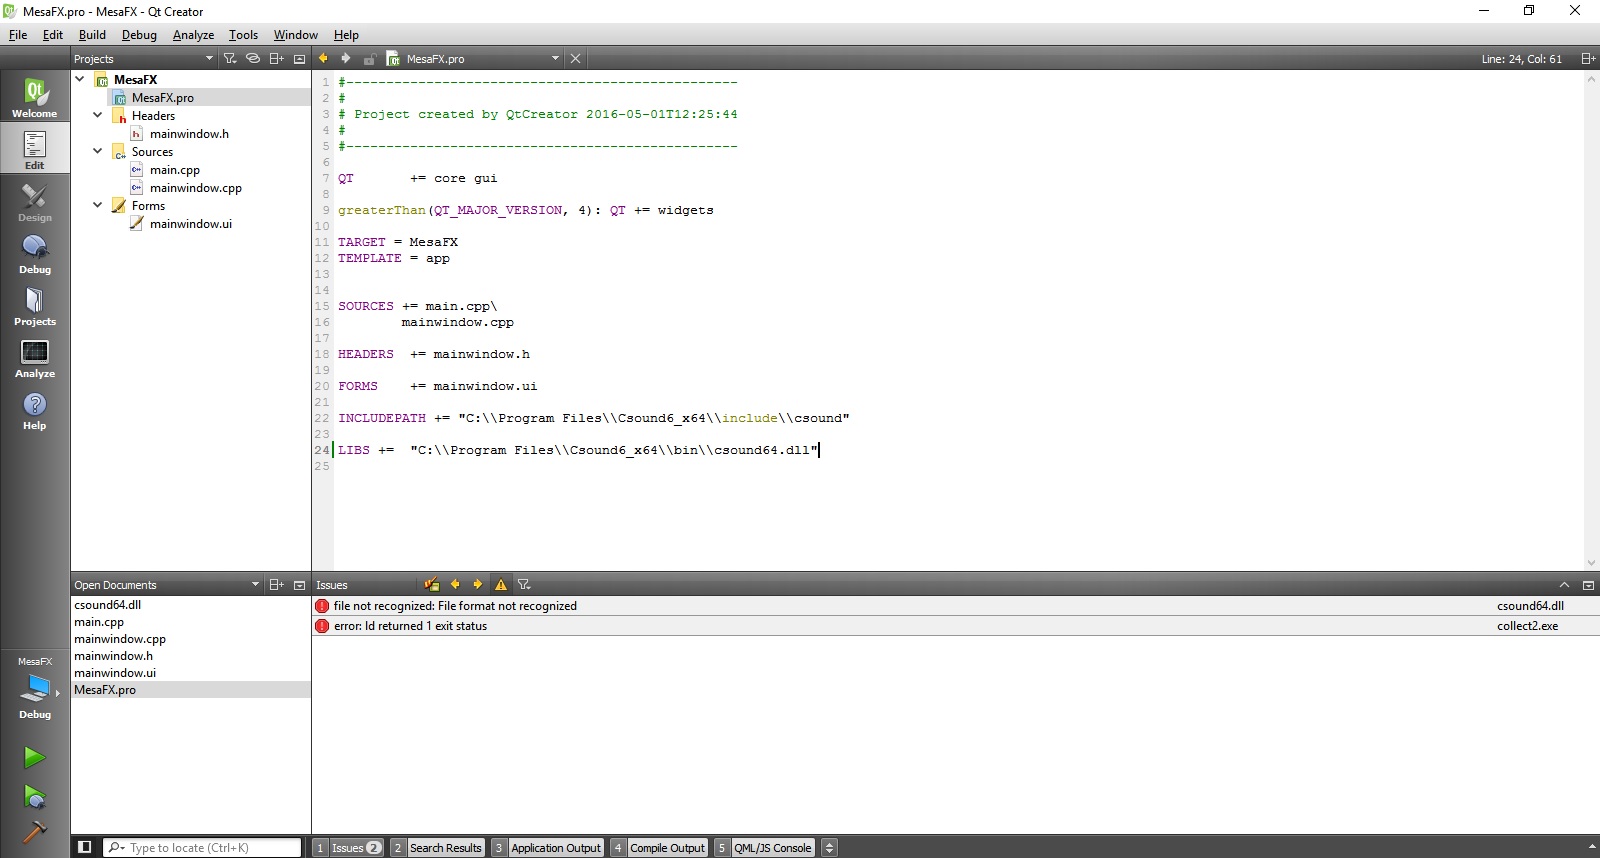 MesaFX.pro - MesaFX - Qt Creator
File Edit Build Debug Analyze Tools Window Help
Projects
MesaFX.pro
Line: 24, Col: 61
Welcome
Edit
Design
Debug
Projects
Analyze
Help
MesaFX
MesaFX.pro
Headers
mainwindow.h
Sources
main.cpp
mainwindow.cpp
Forms
mainwindow.ui
1 #-------------------------------------------------
2 #
3 # Project created by QtCreator 2016-05-01T12:25:44
4 #
5 #-------------------------------------------------
6
7 QT       += core gui
8
9 greaterThan(QT_MAJOR_VERSION, 4): QT += widgets
10
11 TARGET = MesaFX
12 TEMPLATE = app
13
14
15 SOURCES += main.cpp\
16         mainwindow.cpp
17
18 HEADERS  += mainwindow.h
19
20 FORMS    += mainwindow.ui
21
22 INCLUDEPATH += "C:\\Program Files\\Csound6_x64\\include\\csound"
23
24 LIBS +=  "C:\\Program Files\\Csound6_x64\\bin\\csound64.dll"
25
Open Documents
csound64.dll
main.cpp
mainwindow.cpp
mainwindow.h
mainwindow.ui
MesaFX.pro
Issues
file not recognized: File format not recognized csound64.dll
error: ld returned 1 exit status collect2.exe
MesaFX
Debug
Type to locate (Ctrl+K)
1 Issues 2 2 Search Results 3 Application Output 4 Compile Output 5 QML/JS Console